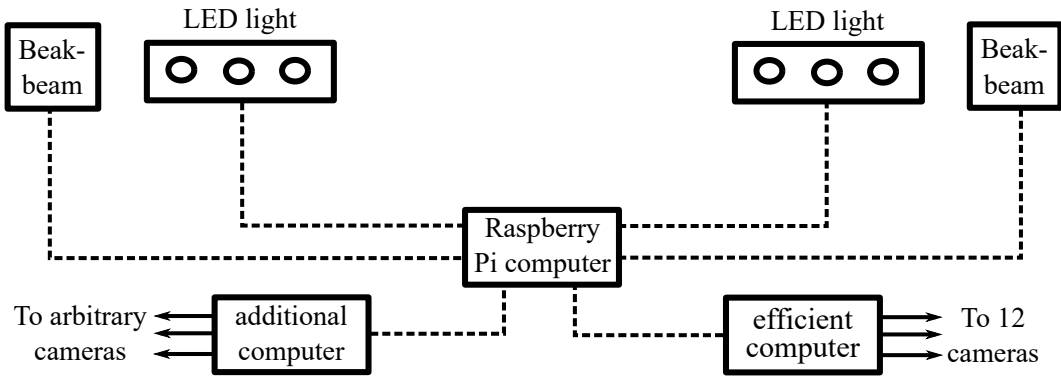 LED light
LED light
Beak-
beam
Beak-
beam
Raspberry
Pi computer
To arbitrary
cameras
additional
computer
efficient
computer
To 12
cameras